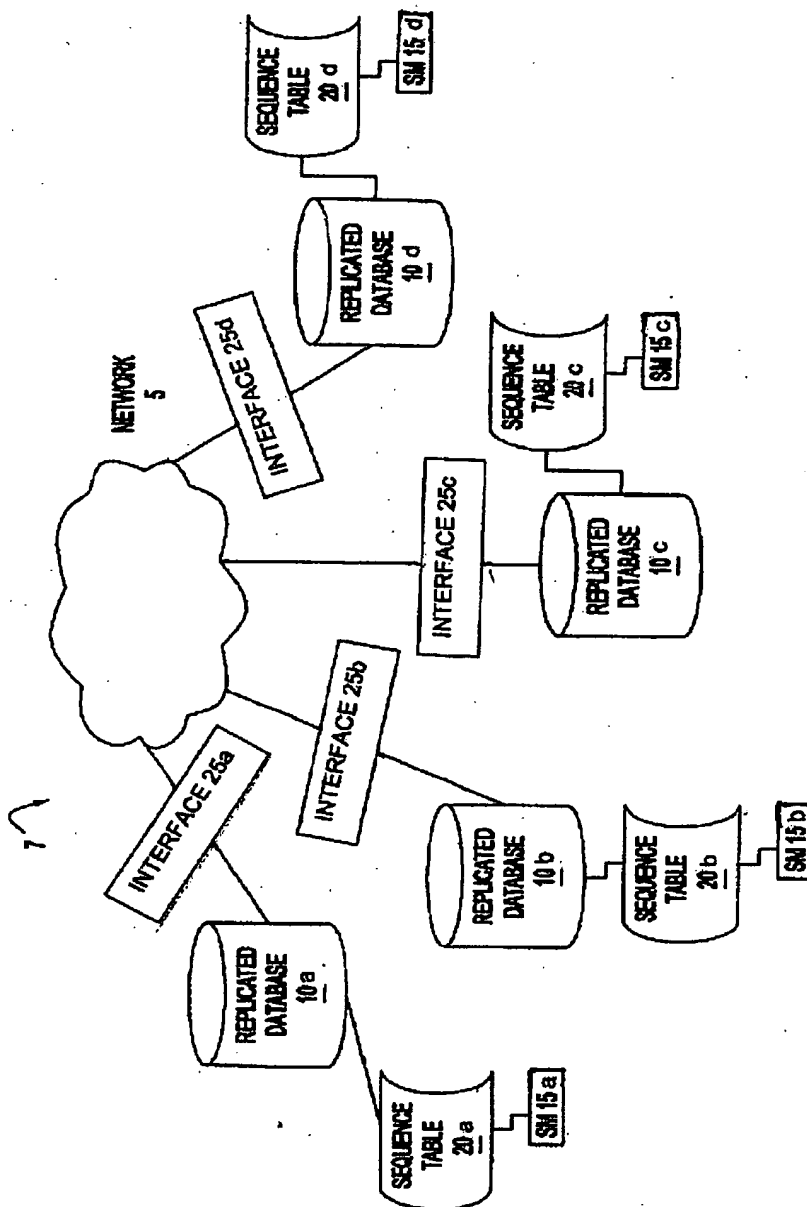 7
NETWORK
5
INTERFACE 25a
INTERFACE 25b
INTERFACE 25c
INTERFACE 25d
REPLICATED
DATABASE
10a
REPLICATED
DATABASE
10b
REPLICATED
DATABASE
10c
REPLICATED
DATABASE
10d
SEQUENCE
TABLE
20a
SEQUENCE
TABLE
20b
SEQUENCE
TABLE
20c
SEQUENCE
TABLE
20d
SM 15a
SM 15b
SM 15c
SM 15d